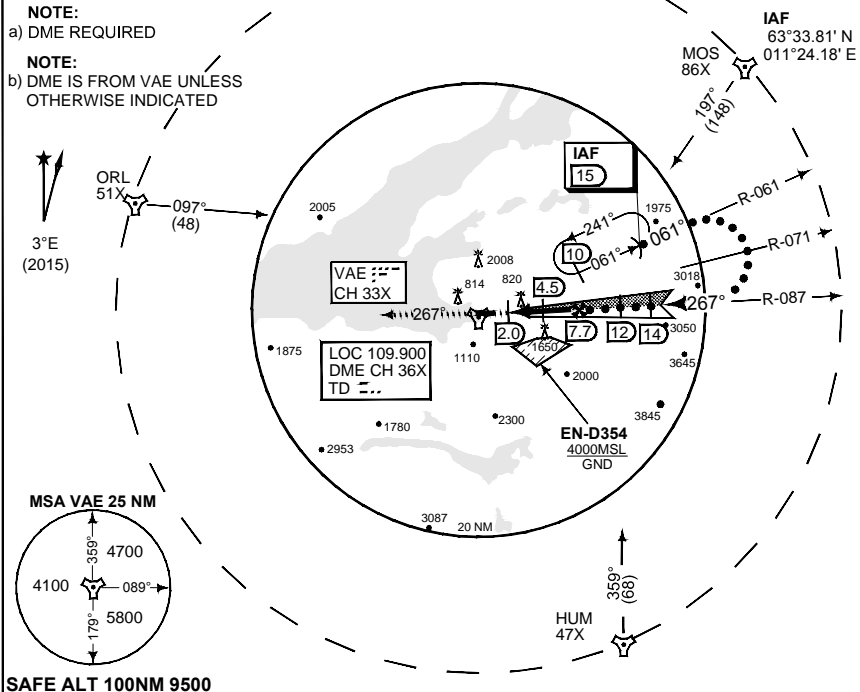 NOTE:
a) DME REQUIRED
NOTE:
b) DME IS FROM VAE UNLESS
OTHERWISE INDICATED
IAF
63°33.81' N
011°24.18' E
MOS
86X
197°
(148)
ORL
51X
097°
(48)
3°E
(2015)
2005
IAF
15
1975
R-061
241°
061°
061°
10
R-071
2008
3018
VAE
CH 33X
814
820
4.5
267°
267°
R-087
2.0
7.7
12
14
3050
1650
1110
1875
LOC 109.900
DME CH 36X
TD
3645
2000
3845
2300
1780
EN-D354
4000MSL
GND
2953
3087
20 NM
MSA VAE 25 NM
359°
4700
4100
089°
179°
5800
359°
(68)
HUM
47X
SAFE ALT 100NM 9500